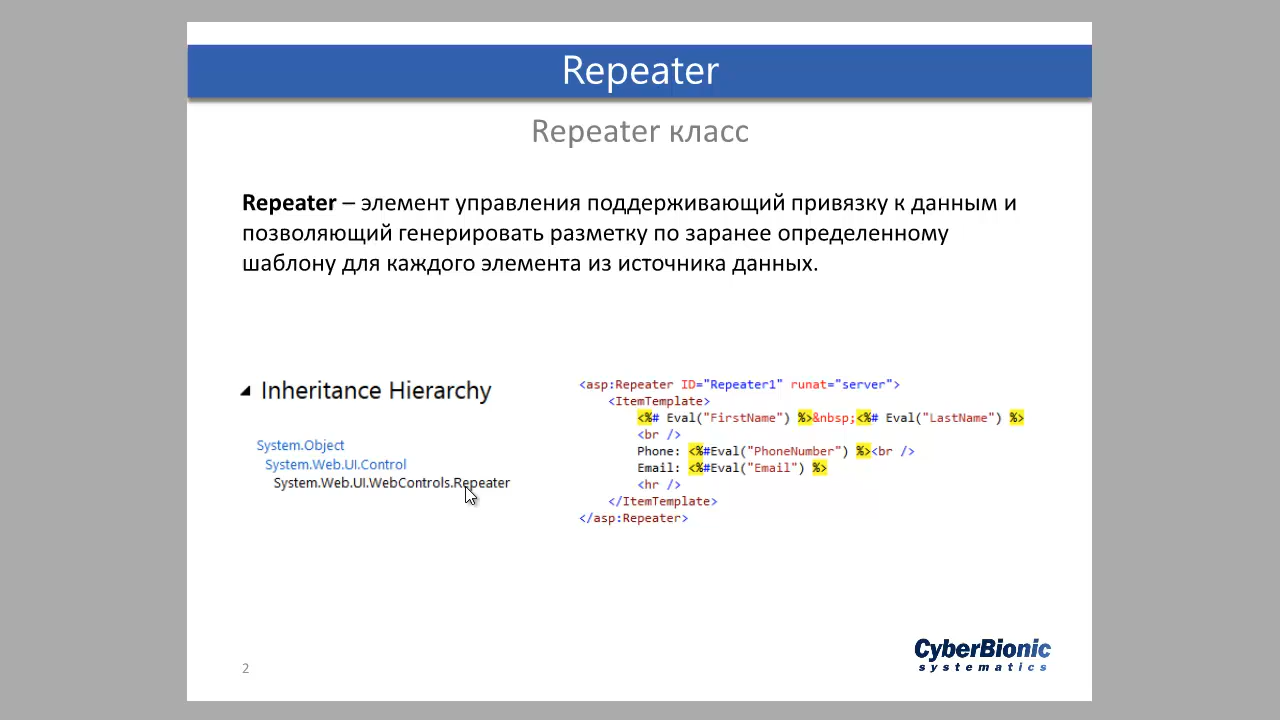 Repeater
Repeater класс
Repeater – элемент управления поддерживающий привязку к данным и
позволяющий генерировать разметку по заранее определенному
шаблону для каждого элемента из источника данных.
Inheritance Hierarchy
System.Object
System.Web.UI.Control
System.Web.UI.WebControls.Repeater
<asp:Repeater ID="Repeater1" runat="server">
<ItemTemplate>
<%# Eval("FirstName") %>&nbsp;<%# Eval("LastName") %>
<br />
Phone: <%#Eval("PhoneNumber") %><br />
Email: <%#Eval("Email") %>
<hr />
</ItemTemplate>
</asp:Repeater>
2
CyberBionic
systematics